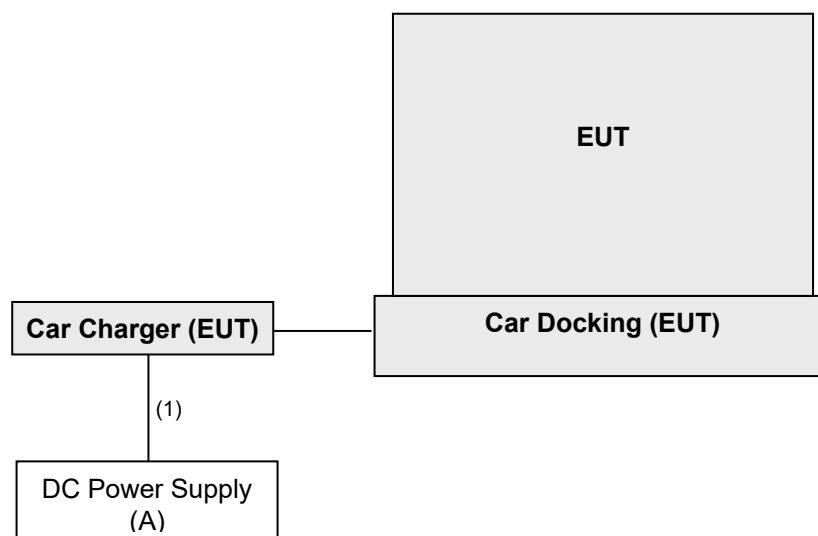 EUT
Car Charger (EUT)
Car Docking (EUT)
(1)
DC Power Supply
(A)